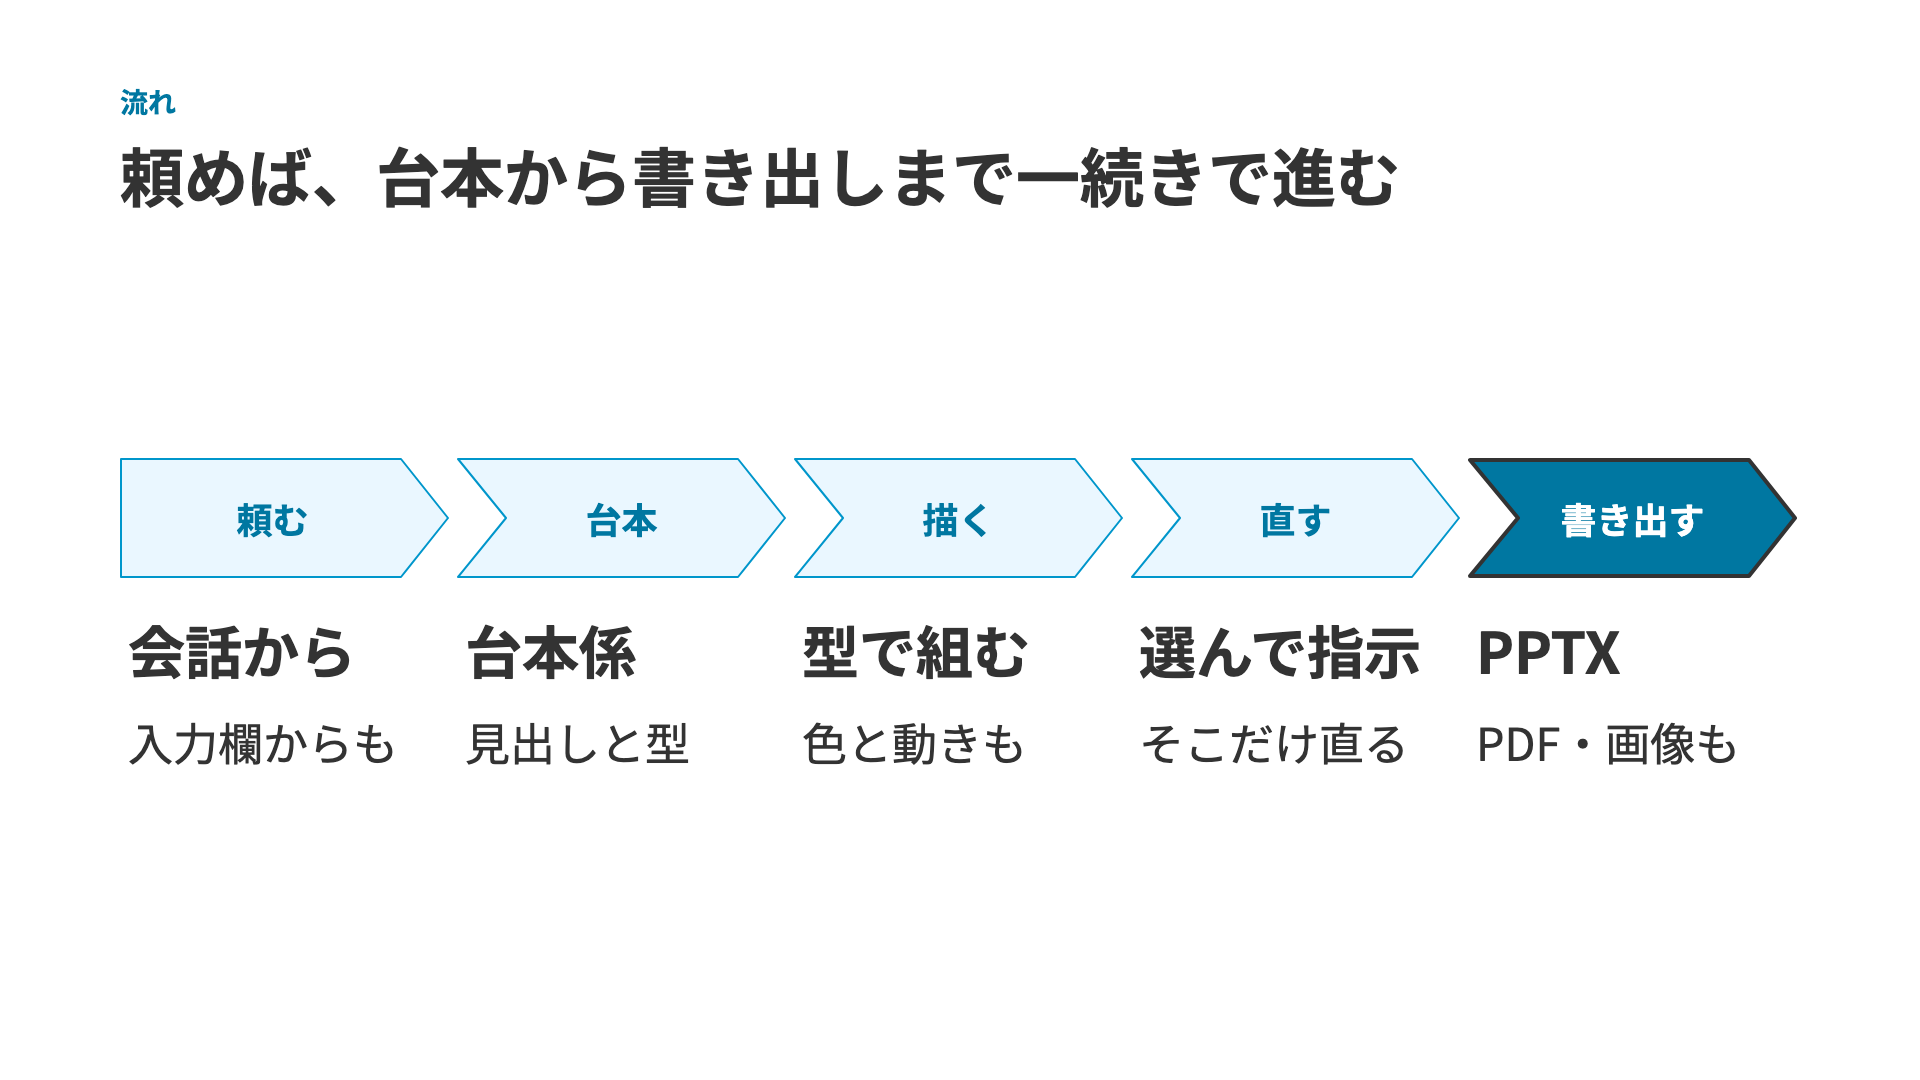 流れ
頼めば、台本から書き出しまで一続きで進む
頼む
台本
描く
直す
書き出す
会話から
台本係
型で組む
選んで指示
PPTX
入力欄からも
見出しと型
色と動きも
そこだけ直る
PDF・画像も